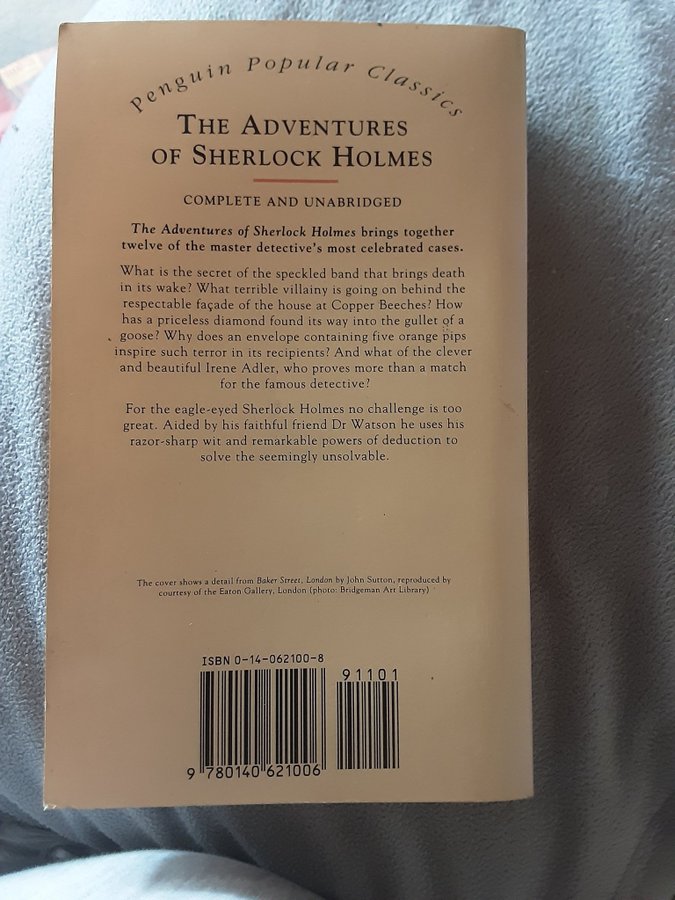 Penguin Popular Classics
THE ADVENTURES
OF SHERLOCK HOLMES
COMPLETE AND UNABRIDGED
The Adventures of Sherlock Holmes brings together
twelve of the master detective's most celebrated cases.
What is the secret of the speckled band that brings death
in its wake? What terrible villainy is going on behind the
respectable façade of the house at Copper Beeches? How
has a priceless diamond found its way into the gullet of a
goose? Why does an envelope containing five orange pips
inspire such terror in its recipients? And what of the clever
and beautiful Irene Adler, who proves more than a match
for the famous detective?
For the eagle-eyed Sherlock Holmes no challenge is too
great. Aided by his faithful friend Dr Watson he uses his
razor-sharp wit and remarkable powers of deduction to
solve the seemingly unsolvable.
The cover shows a detail from Baker Street, London by John Sutton, reproduced by
courtesy of the Eaton Gallery, London (photo: Bridgeman Art Library)
ISBN 0-14-062100-8
91101
9 780140 621006